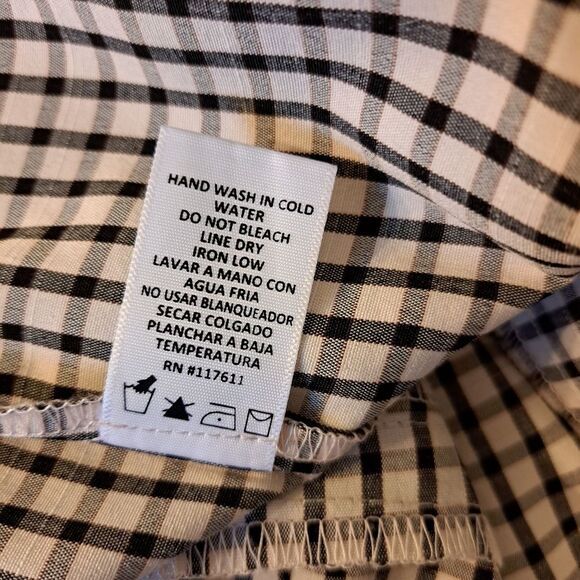 HAND WASH IN COLD
WATER
DO NOT BLEACH
LINE DRY
IRON LOW
LAVAR A MANO CON
AGUA FRIA
NO USAR BLANQUEADOR
SECAR COLGADO
PLANCHAR A BAJA
TEMPERATURA
RN #117611